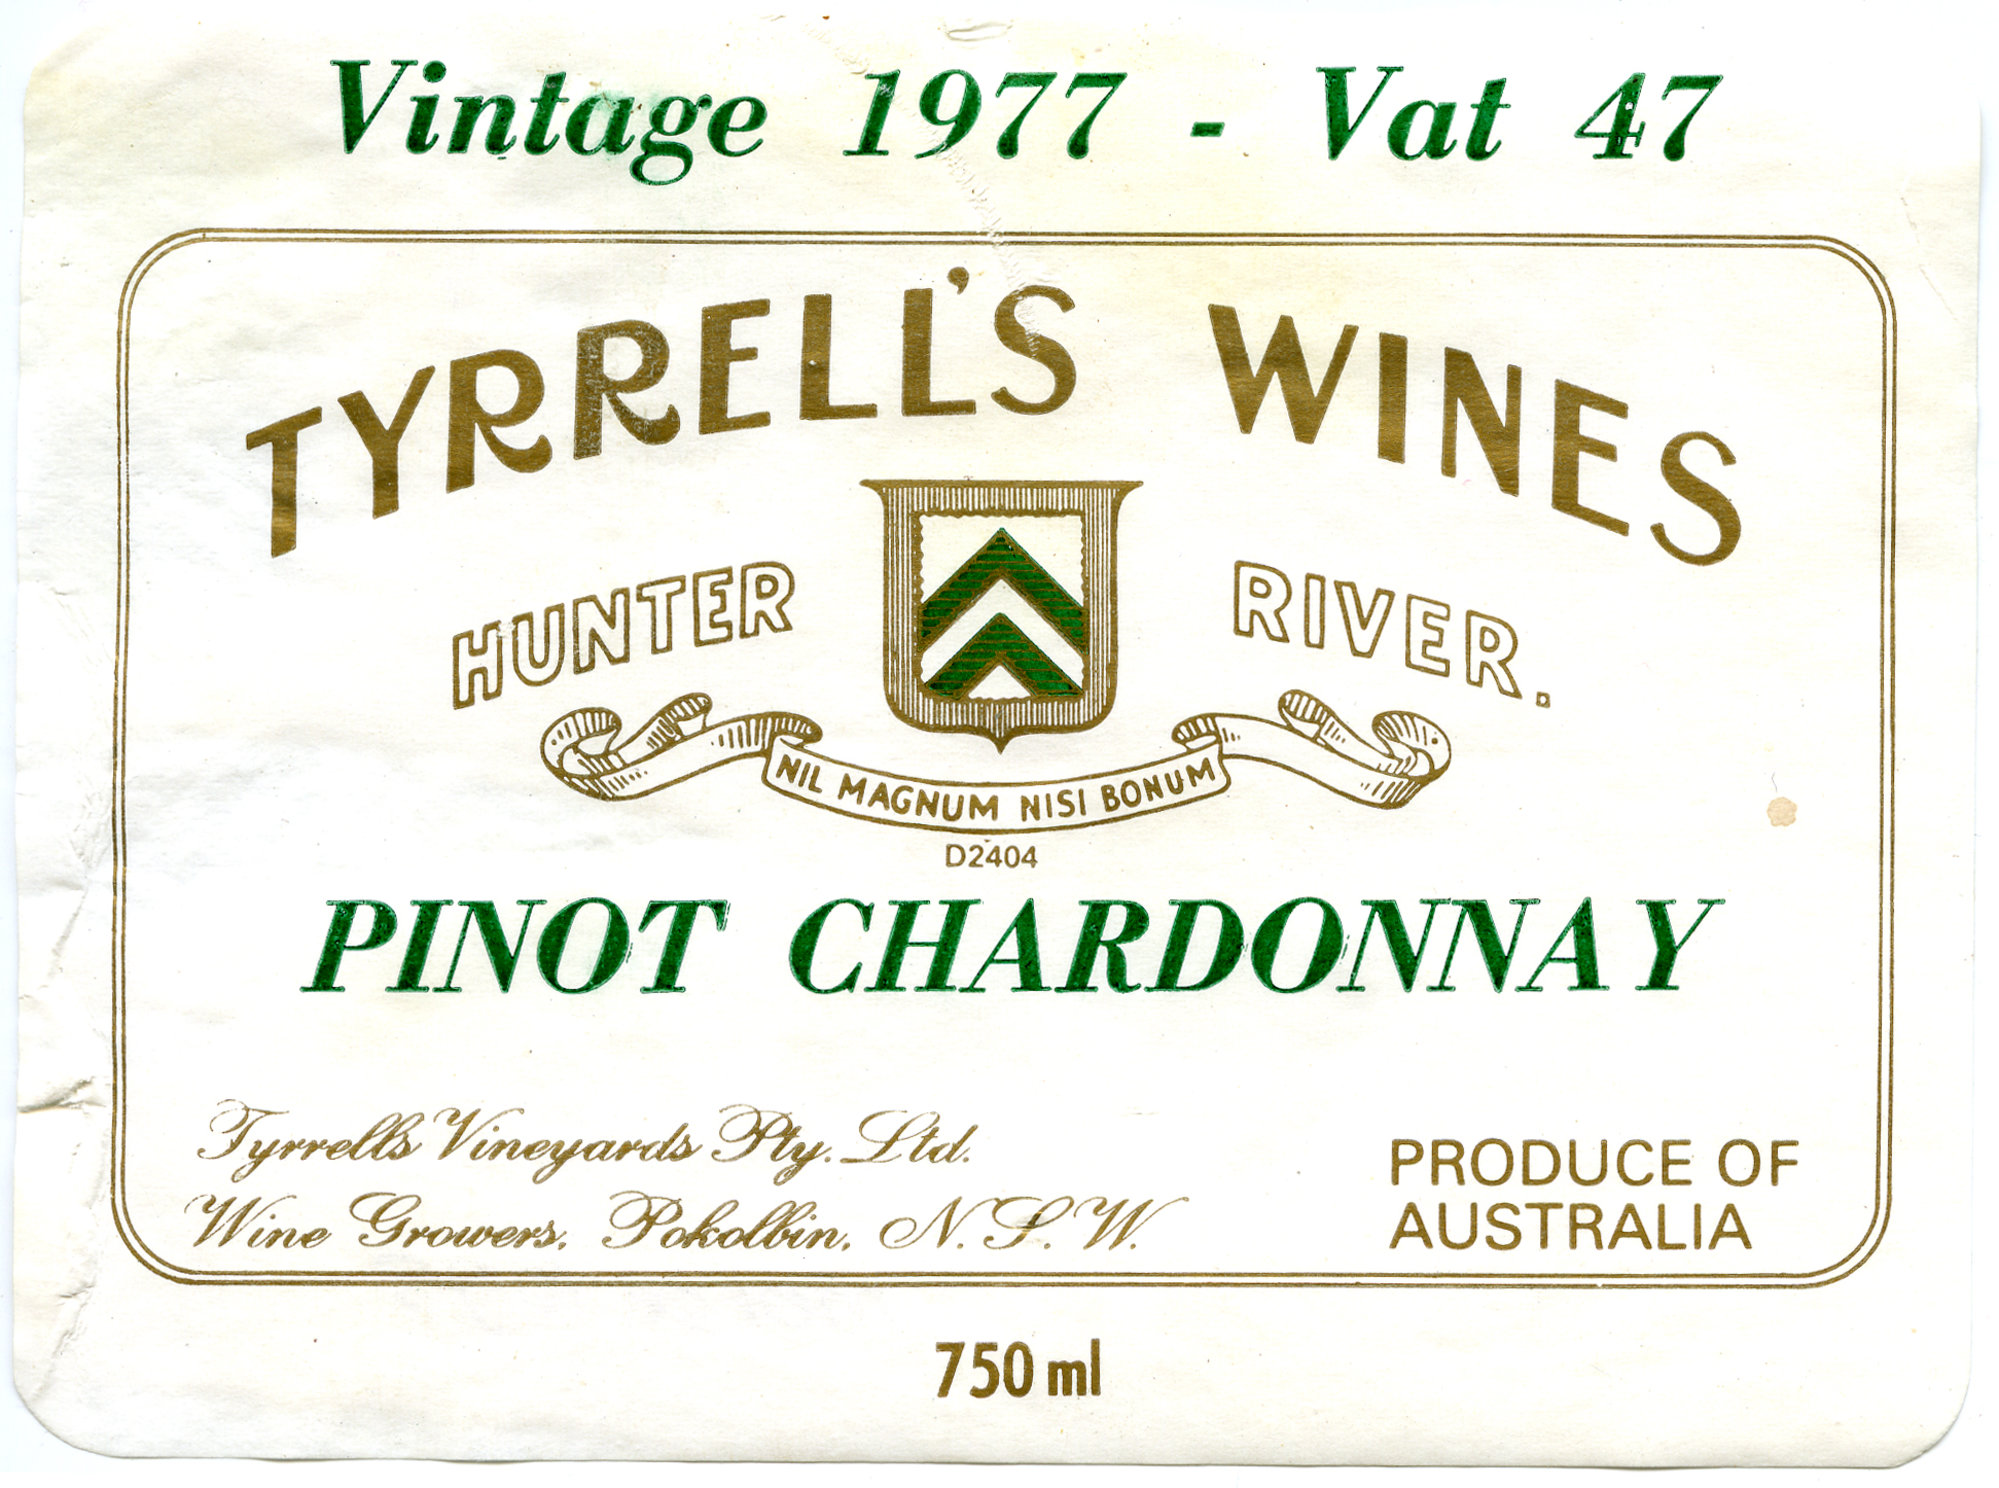 Vintage 1977 - Vat 47
TYRRELL'S WINES
HUNTER RIVER.
NIL MAGNUM NISI BONUM
D2404
PINOT CHARDONNAY
Tyrrell's Vineyards Pty. Ltd.
Wine Growers, Pokolbin, N.S.W.
PRODUCE OF
AUSTRALIA
750 ml